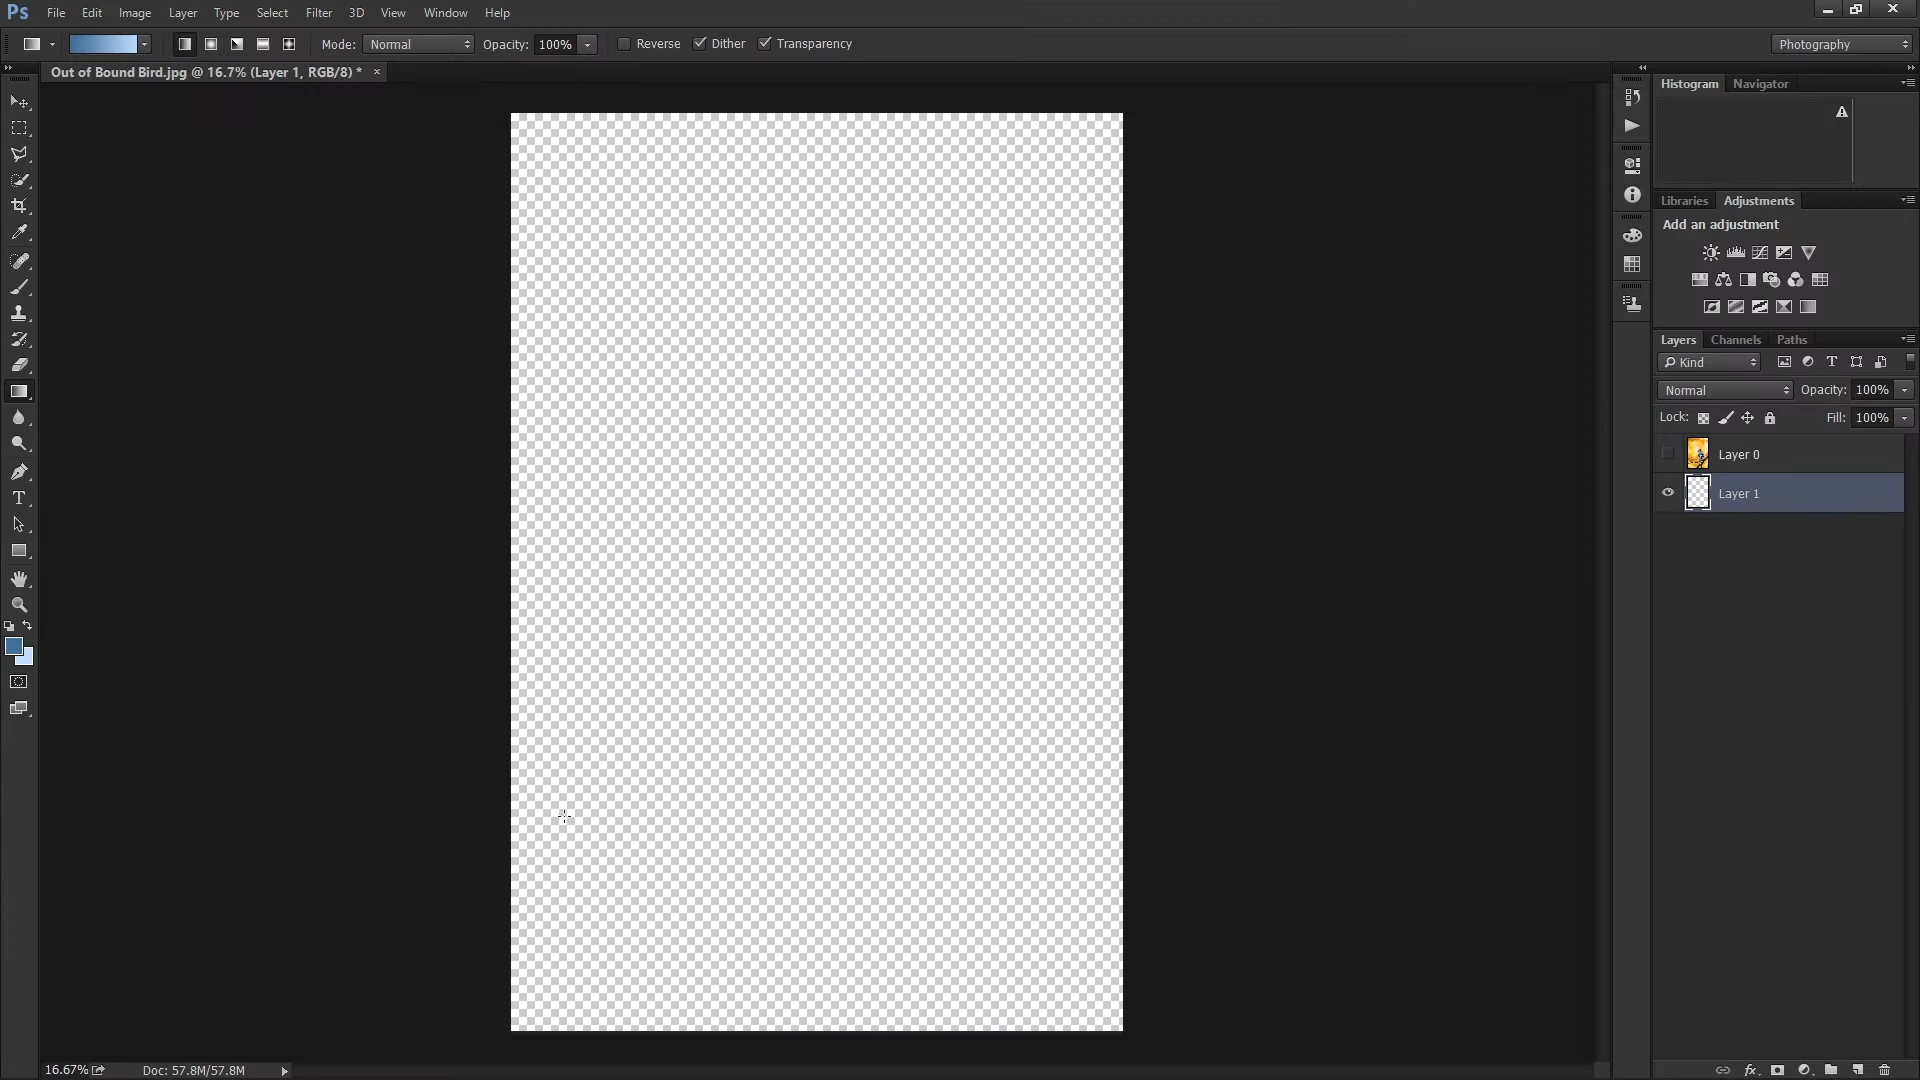 Ps File Edit Image Layer Type Select Filter 3D View Window Help
Mode: Normal Opacity: 100% Reverse Dither Transparency Photography
Out of Bound Bird.jpg @ 16.7% (Layer 1, RGB/8) * ×
Histogram Navigator
Libraries Adjustments
Add an adjustment
Layers Channels Paths
Kind T
Normal Opacity: 100%
Lock: Fill: 100%
Layer 0
Layer 1
T
16.67% Doc: 57.8M/57.8M
fx